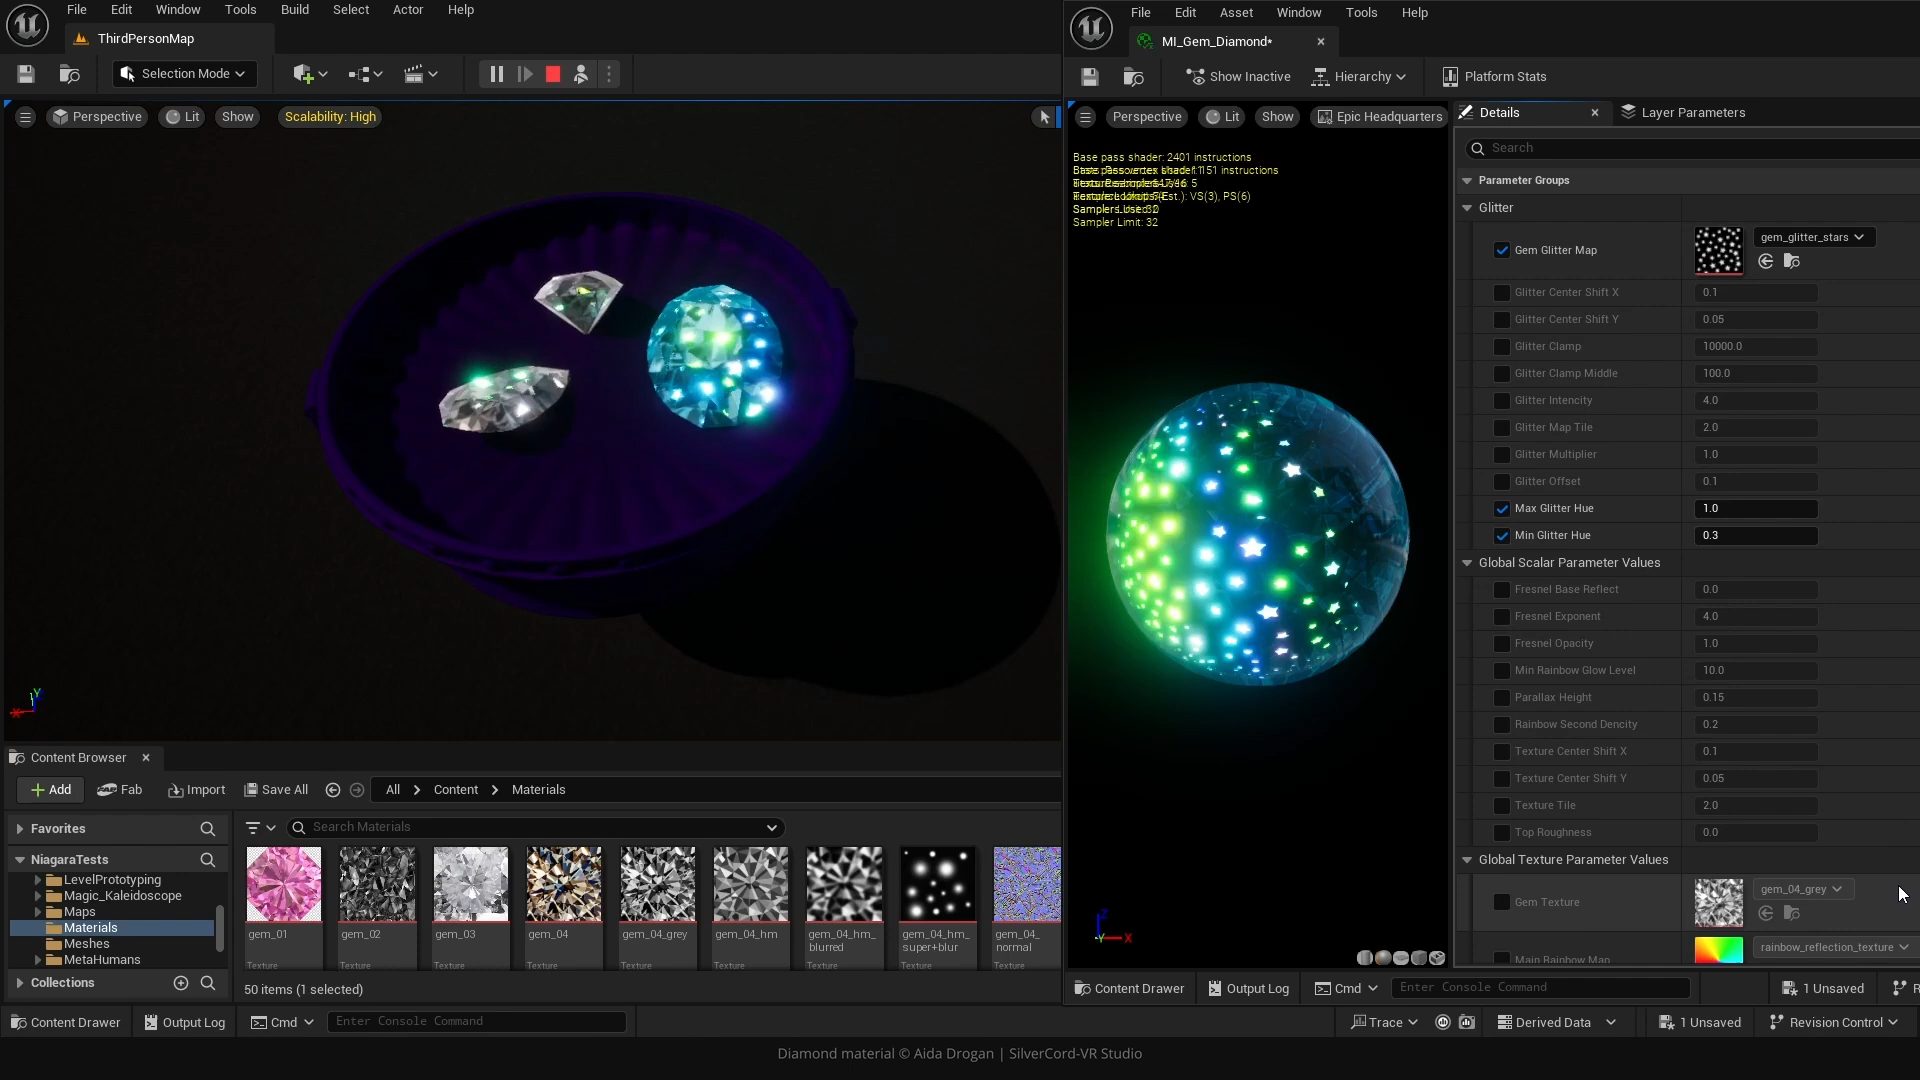 File Edit Window Tools Build Select Actor Help
ThirdPersonMap
Selection Mode
Perspective Lit Show Scalability: High
File Edit Asset Window Tools Help
MI_Gem_Diamond*
Show Inactive Hierarchy Platform Stats
Perspective Lit Show Epic Headquarters
Base pass shader: 2401 instructions
Sampler Limit: 32
Details
Layer Parameters
Search
Parameter Groups
Glitter
Gem Glitter Map gem_glitter_stars
Glitter Center Shift X 0.1
Glitter Center Shift Y 0.05
Glitter Clamp 10000.0
Glitter Clamp Middle 100.0
Glitter Intencity 4.0
Glitter Map Tile 2.0
Glitter Multiplier 1.0
Glitter Offset 0.1
Max Glitter Hue 1.0
Min Glitter Hue 0.3
Global Scalar Parameter Values
Fresnel Base Reflect 0.0
Fresnel Exponent 4.0
Fresnel Opacity 1.0
Min Rainbow Glow Level 10.0
Parallax Height 0.15
Rainbow Second Dencity 0.2
Texture Center Shift X 0.1
Texture Center Shift Y 0.05
Texture Tile 2.0
Top Roughness 0.0
Global Texture Parameter Values
Gem Texture gem_04_grey
Main Rainbow Map rainbow_reflection_texture
Content Drawer Output Log Cmd Enter Console Command 1 Unsaved
Content Browser
Add Fab Import Save All All Content Materials
Favorites
Search Materials
NiagaraTests
LevelPrototyping
Magic_Kaleidoscope
Maps
Materials
Meshes
MetaHumans
Collections
gem_01
Texture
gem_02
Texture
gem_03
Texture
gem_04
Texture
gem_04_grey
Texture
gem_04_hm
Texture
gem_04_hm_
blurred
Texture
gem_04_hm_
super+blur
Texture
gem_04_
normal
Texture
50 items (1 selected)
Content Drawer Output Log Cmd Enter Console Command Trace Derived Data 1 Unsaved Revision Control
Diamond material © Aida Drogan | SilverCord-VR Studio